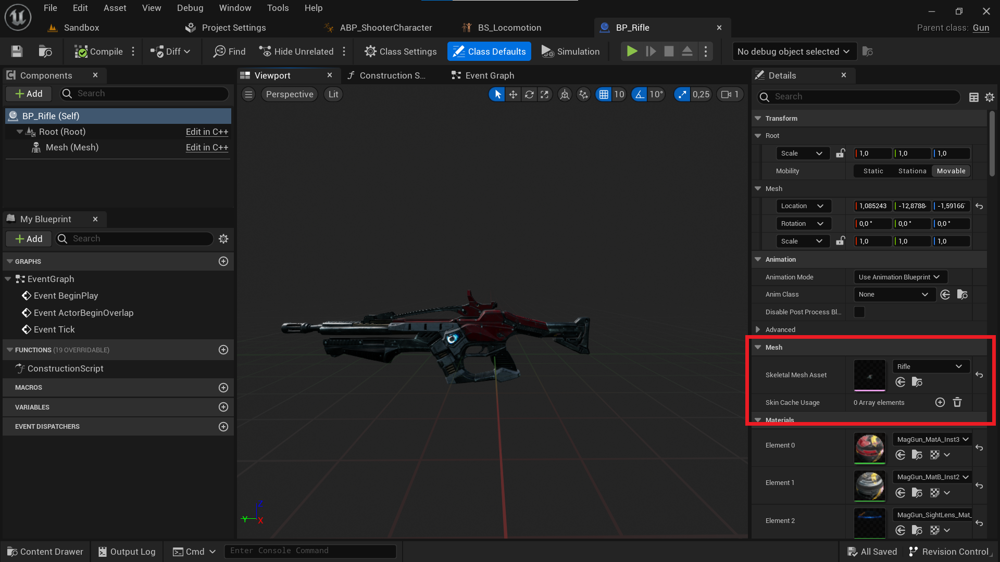 File Edit Asset View Debug Window Tools Help
Sandbox Project Settings ABP_ShooterCharacter BS_Locomotion BP_Rifle Parent class: Gun
Compile Diff Find Hide Unrelated Class Settings Class Defaults Simulation No debug object selected
Components
Add Search
BP_Rifle (Self)
Root (Root) Edit in C++
Mesh (Mesh) Edit in C++
My Blueprint
Add Search
GRAPHS
EventGraph
Event BeginPlay
Event ActorBeginOverlap
Event Tick
FUNCTIONS (19 OVERRIDABLE)
ConstructionScript
MACROS
VARIABLES
EVENT DISPATCHERS
Viewport Construction S... Event Graph
Perspective Lit 10 10° 0,25 1
Z
Y X
Details
Search
Transform
Root
Scale 1,0 1,0 1,0
Mobility Static Stationa Movable
Mesh
Location 1,085243 -12,8788 -1,59166
Rotation 0,0 ° 0,0 ° 0,0 °
Scale 1,0 1,0 1,0
Animation
Animation Mode Use Animation Blueprint
Anim Class None
Disable Post Process Bl...
Advanced
Mesh
Skeletal Mesh Asset Rifle
Skin Cache Usage 0 Array elements
Materials
Element 0 MagGun_MatA_Inst3
Element 1 MagGun_MatB_Inst2
Element 2 MagGun_SightLens_Mat_
Content Drawer Output Log Cmd Enter Console Command All Saved Revision Control